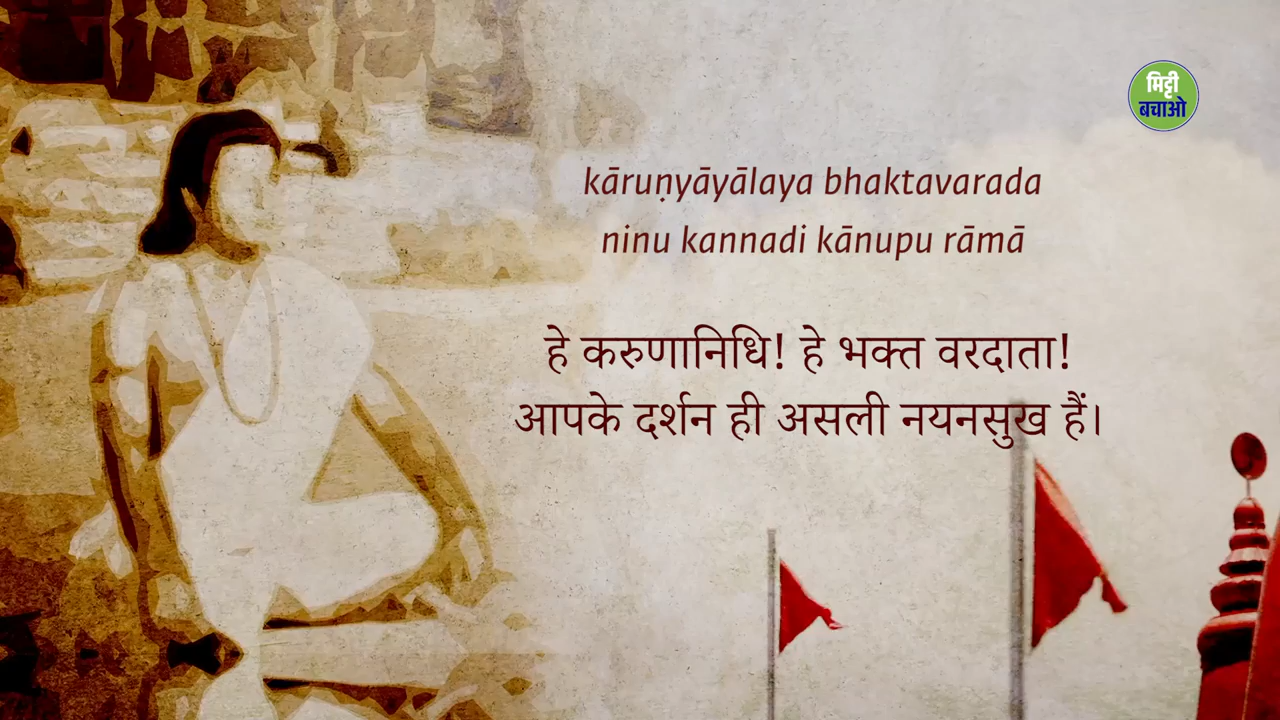 मिट्टी
बचाओ
kāruṇyāyālaya bhaktavarada
ninu kannadi kānupu rāmā
हे करुणानिधि! हे भक्त वरदाता!
आपके दर्शन ही असली नयनसुख हैं।